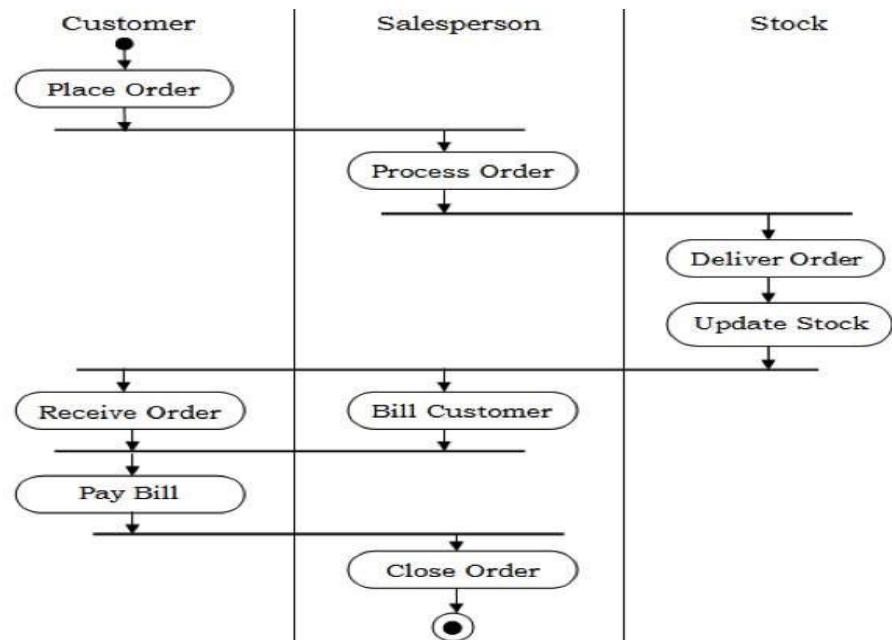 Customer
Salesperson
Stock
Place Order
Process Order
Deliver Order
Update Stock
Receive Order
Bill Customer
Pay Bill
Close Order